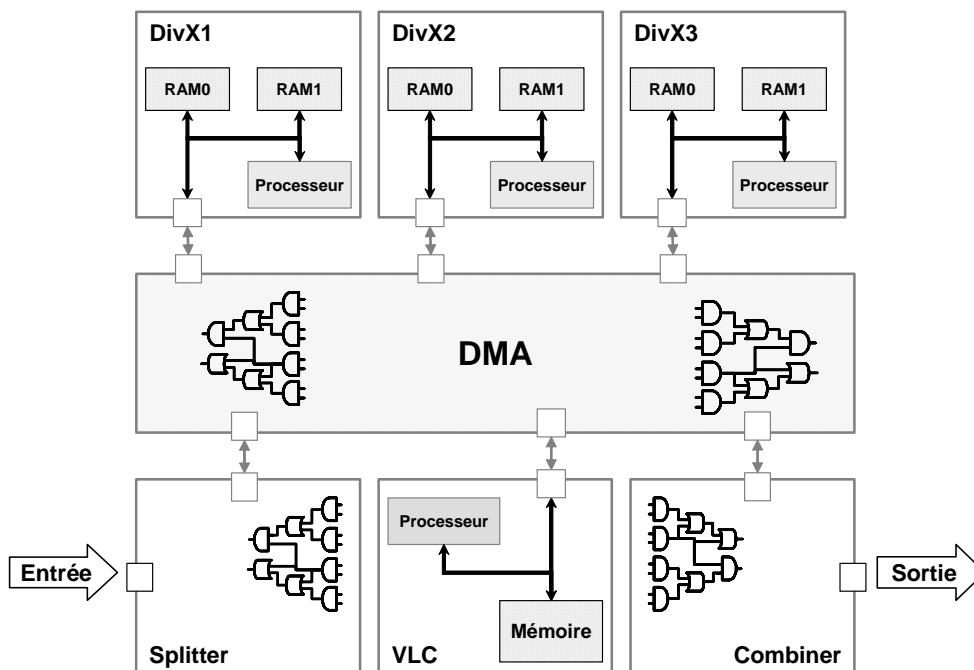 DivX1
DivX2
DivX3
RAM0
RAM1
RAM0
RAM1
RAM0
RAM1
Processeur
Processeur
Processeur
DMA
Processeur
Entrée
Sortie
Mémoire
Splitter
VLC
Combiner